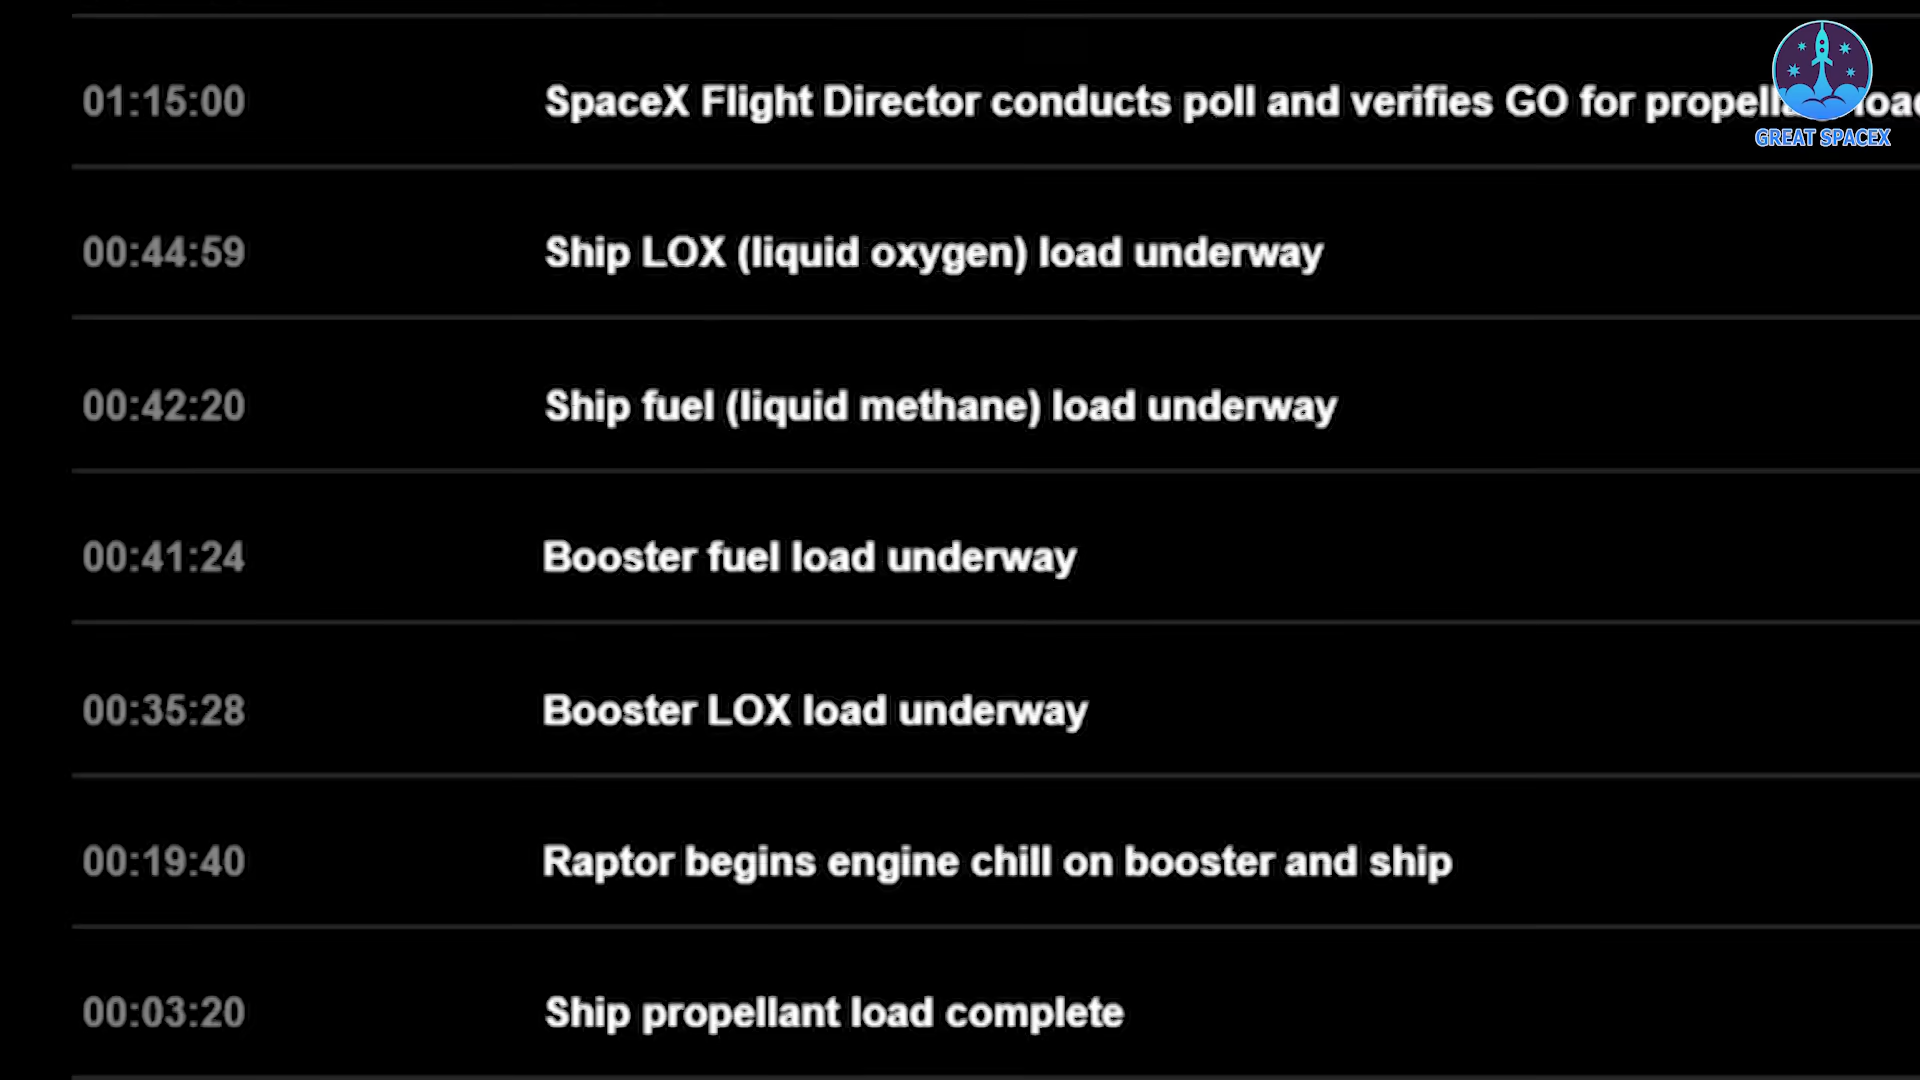 01:15:00 SpaceX Flight Director conducts poll and verifies GO for
00:44:59 Ship LOX (liquid oxygen) load underway
00:42:20 Ship fuel (liquid methane) load underway
00:41:24 Booster fuel load underway
00:35:28 Booster LOX load underway
00:19:40 Raptor begins engine chill on booster and ship
00:03:20 Ship propellant load complete
GREAT SPACEX